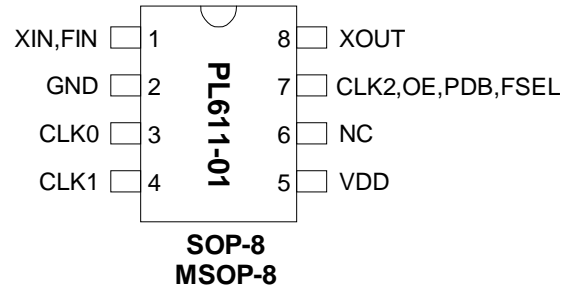 XIN,FIN 1 8 XOUT
GND 2 7 CLK2,OE,PDB,FSEL
CLK0 3 6 NC
CLK1 4 5 VDD
PL611-01
SOP-8
MSOP-8